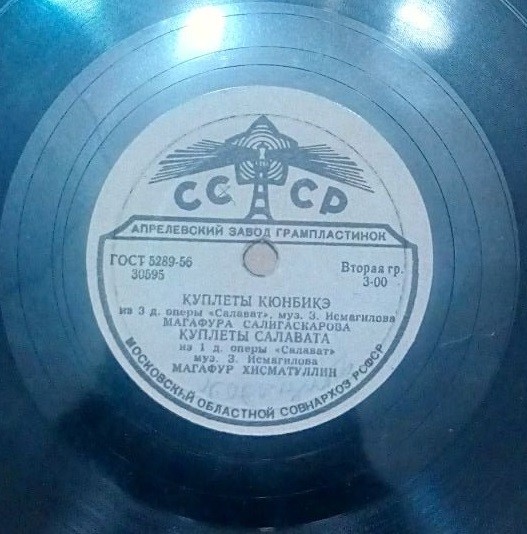 СССР
АПРЕЛЕВСКИЙ ЗАВОД ГРАМПЛАСТИНОК
ГОСТ 5289-56
30595
Вторая гр.
3-00
КУПЛЕТЫ КЮНБИКЭ
из 3 д. оперы «Салават», муз. З. Исмагилова
МАГАФУРА САЛИГАСКАРОВА
КУПЛЕТЫ САЛАВАТА
из 1 д. оперы «Салават»
муз. З. Исмагилова
МАГАФУР ХИСМАТУЛЛИН
МОСКОВСКИЙ ОБЛАСТНОЙ СОВНАРХОЗ РСФСР